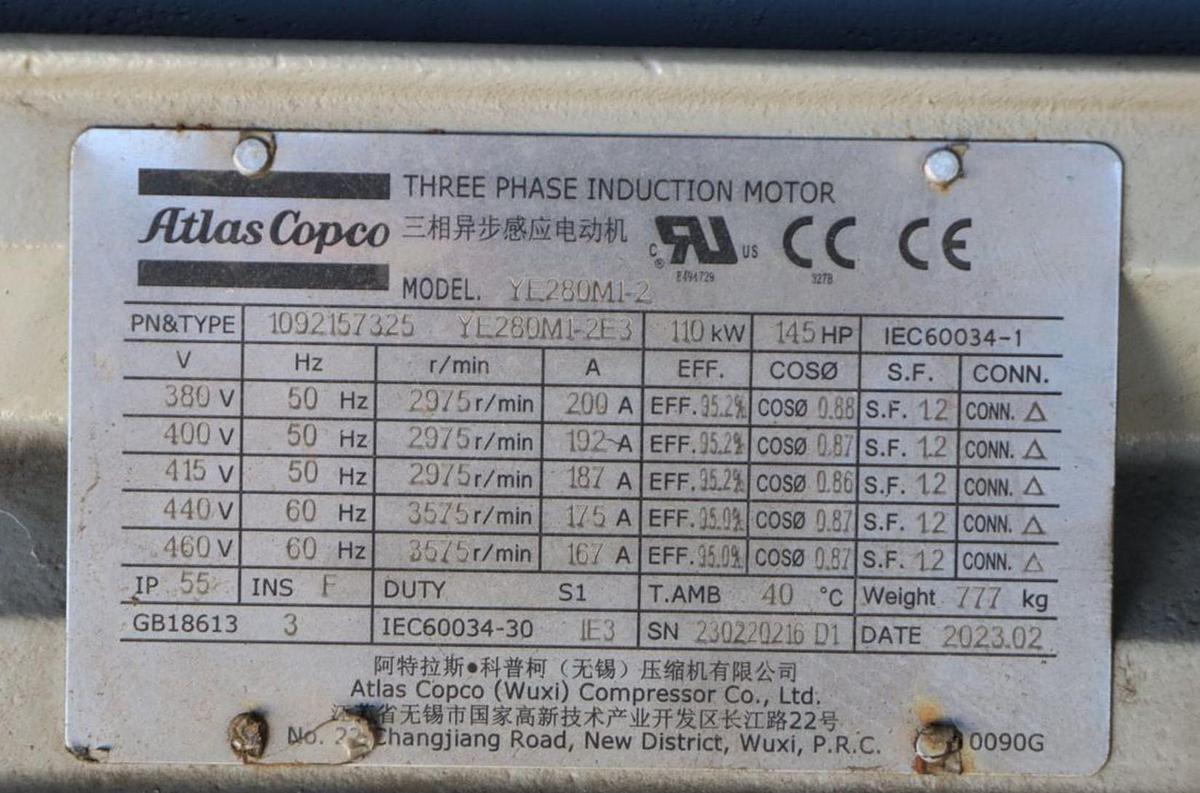 THREE PHASE INDUCTION MOTOR
Atlas Copco 三相异步感应电动机
C RU US ® E494729 CC 327B CE
MODEL. YE280M1-2
PN&TYPE 1092157325 YE280M1-2E3 110 kW 145 HP IEC60034-1
V Hz r/min A EFF. COSØ S.F. CONN.
380 V 50 Hz 2975 r/min 200 A EFF. 95.2% COSØ 0.88 S.F. 1.2 CONN. △
400 V 50 Hz 2975 r/min 192 A EFF. 95.2% COSØ 0.87 S.F. 1.2 CONN. △
415 V 50 Hz 2975 r/min 187 A EFF. 95.2% COSØ 0.86 S.F. 1.2 CONN. △
440 V 60 Hz 3575 r/min 175 A EFF. 95.0% COSØ 0.87 S.F. 1.2 CONN. △
460 V 60 Hz 3575 r/min 167 A EFF. 95.0% COSØ 0.87 S.F. 1.2 CONN. △
IP 55 INS F DUTY S1 T.AMB 40 °C Weight 777 kg
GB18613 3 IEC60034-30 IE3 SN 230220216 D1 DATE 2023.02
阿特拉斯●科普柯（无锡）压缩机有限公司
Atlas Copco (Wuxi) Compressor Co., Ltd.
江苏省无锡市国家高新技术产业开发区长江路22号
No. 22 Changjiang Road, New District, Wuxi, P.R.C. 0090G